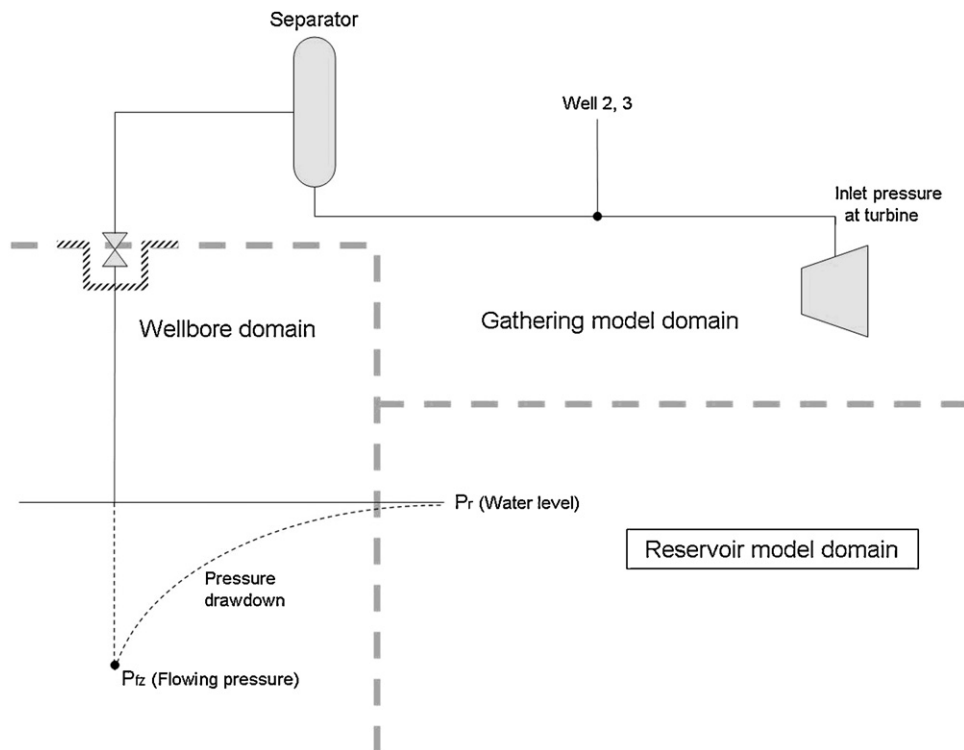 Separator
Well 2, 3
Inlet pressure
at turbine
Wellbore domain
Gathering model domain
Pr (Water level)
Reservoir model domain
Pressure
drawdown
Pfz (Flowing pressure)